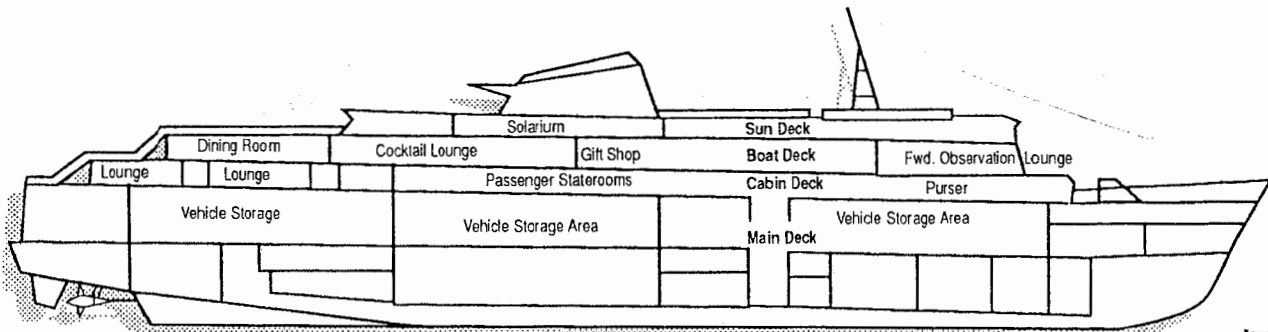 Solarium
Sun Deck
Dining Room
Cocktail Lounge
Gift Shop
Boat Deck
Fwd. Observation Lounge
Lounge
Lounge
Passenger Staterooms
Cabin Deck
Purser
Vehicle Storage
Vehicle Storage Area
Vehicle Storage Area
Main Deck